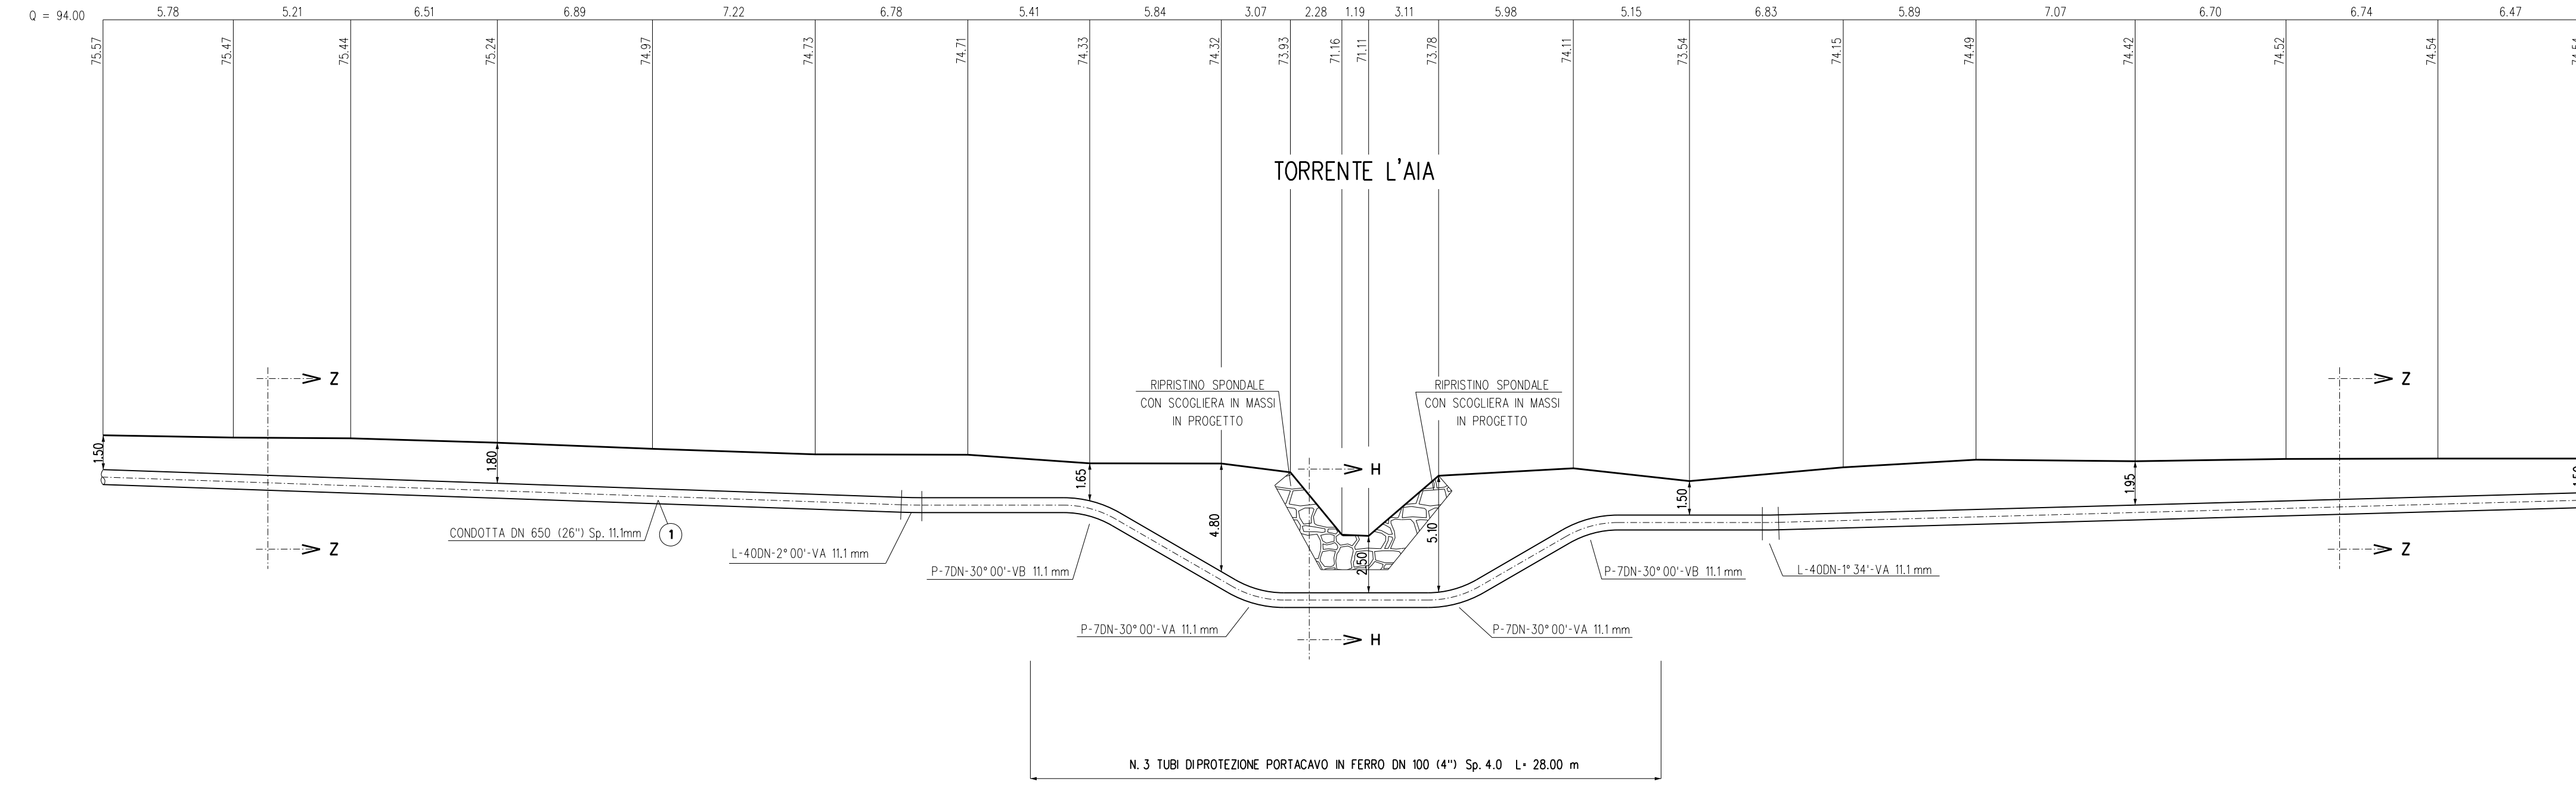 Q = 94.00 5.78 5.21 6.51 6.89 7.22 6.78 5.41 5.84 3.07 2.28 1.19 3.11 5.98 5.15 6.83 5.89 7.07 6.70 6.74 6.47
75.57 75.47 75.44 75.24 74.97 74.73 74.71 74.33 74.32 73.93 71.16 71.11 73.78 74.11 73.54 74.15 74.49 74.42 74.52 74.54
TORRENTE L'AIA
Z Z
RIPRISTINO SPONDALE
CON SCOGLIERA IN MASSI
IN PROGETTO
RIPRISTINO SPONDALE
CON SCOGLIERA IN MASSI
IN PROGETTO
1.50 1.80 1.65 4.80 2.50 5.10 1.50 1.95
H
CONDOTTA DN 650 (26") Sp. 11.1mm
1
Z Z
L-40DN-2°00'-VA 11.1 mm
P-7DN-30°00'-VB 11.1 mm
P-7DN-30°00'-VB 11.1 mm
L-40DN-1°34'-VA 11.1 mm
P-7DN-30°00'-VA 11.1 mm
H
P-7DN-30°00'-VA 11.1 mm
N. 3 TUBI DI PROTEZIONE PORTACAVO IN FERRO DN 100 (4") Sp. 4.0 L= 28.00 m